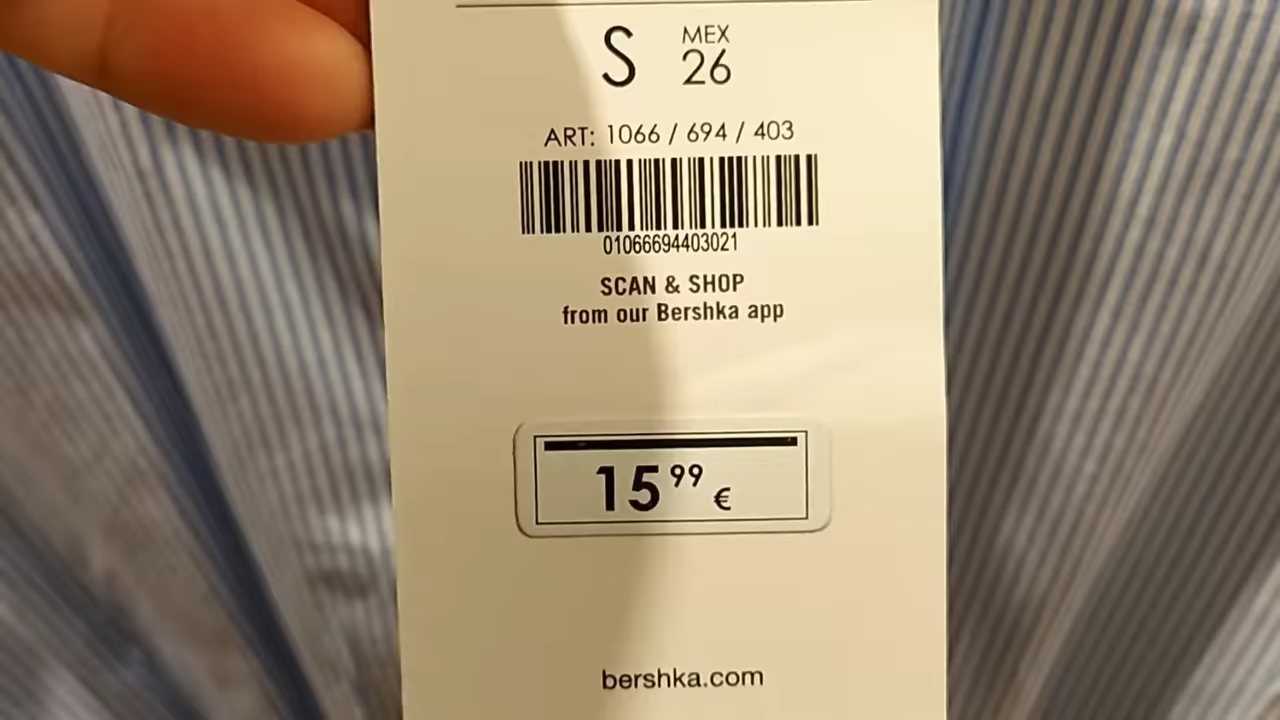 S MEX 26
ART: 1066 / 694 / 403
01066694403021
SCAN & SHOP
from our Bershka app
15 99 €
bershka.com